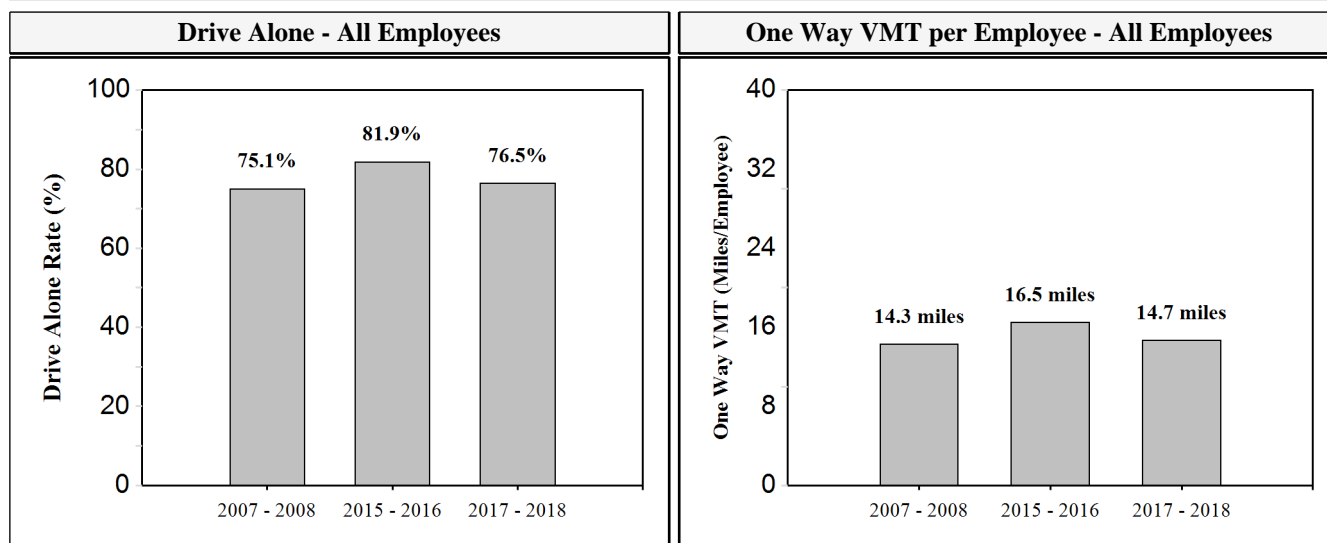 Drive Alone - All Employees
One Way VMT per Employee - All Employees
Drive Alone Rate (%)
100
80
60
40
20
0
75.1%
81.9%
76.5%
2007 - 2008
2015 - 2016
2017 - 2018
One Way VMT (Miles/Employee)
40
32
24
16
8
0
14.3 miles
16.5 miles
14.7 miles
2007 - 2008
2015 - 2016
2017 - 2018